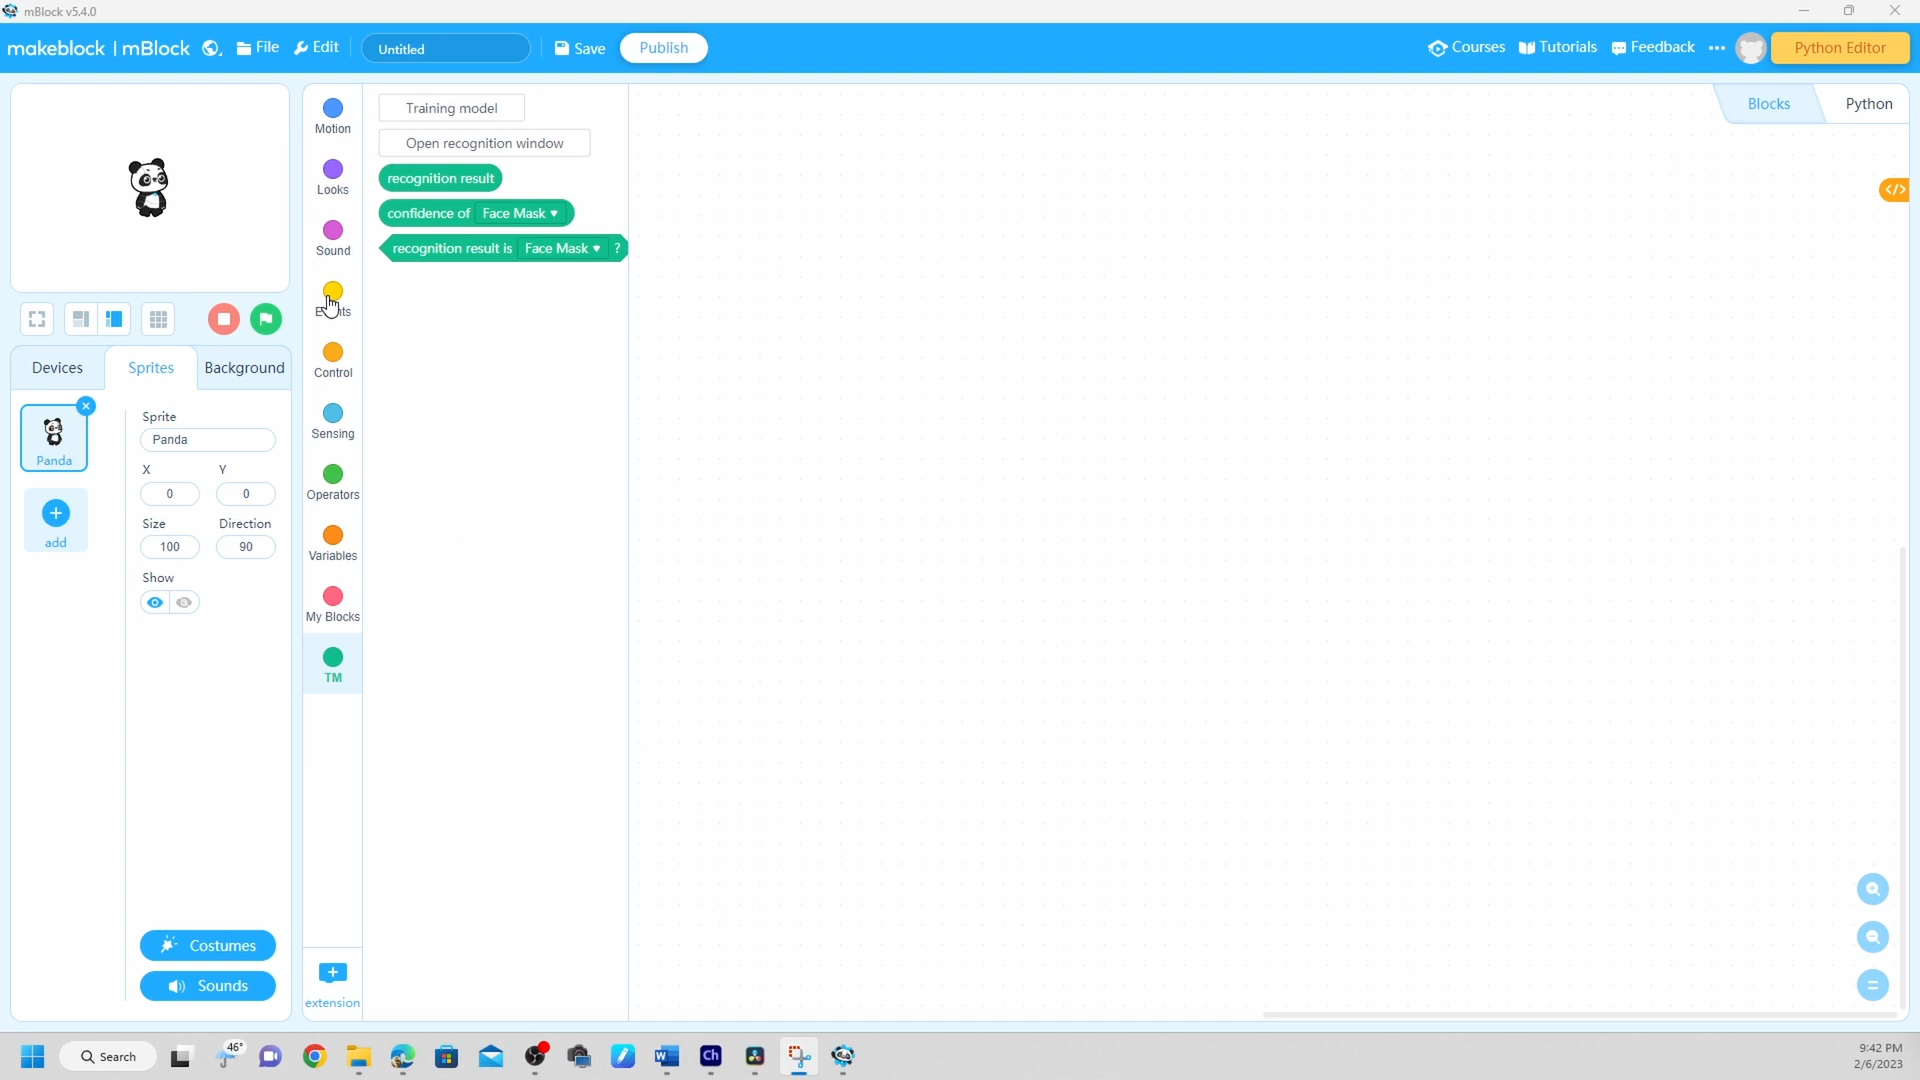 mBlock v5.4.0
makeblock | mBlock File Edit Untitled Save Publish Courses Tutorials Feedback Python Editor
Blocks Python
Motion
Looks
Sound
Events
Control
Sensing
Operators
Variables
My Blocks
TM
extension
Training model
Open recognition window
recognition result
confidence of Face Mask
recognition result is Face Mask ?
</>
Devices Sprites Background
Panda
add
Sprite
Panda
X Y
0 0
Size Direction
100 90
Show
Costumes
Sounds
46°
Search
Ch
9:42 PM
2/6/2023